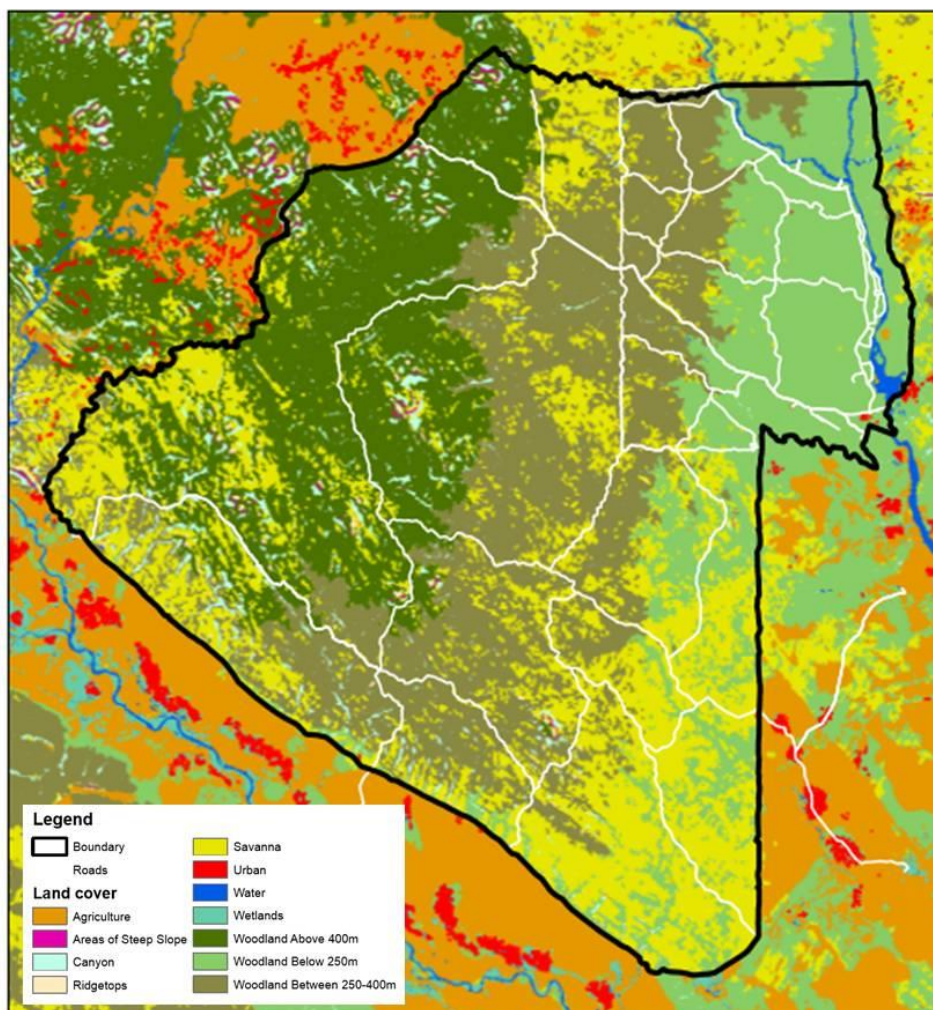 Legend
Boundary
Roads
Land cover
Agriculture
Areas of Steep Slope
Canyon
Ridgetops
Savanna
Urban
Water
Wetlands
Woodland Above 400m
Woodland Below 250m
Woodland Between 250-400m